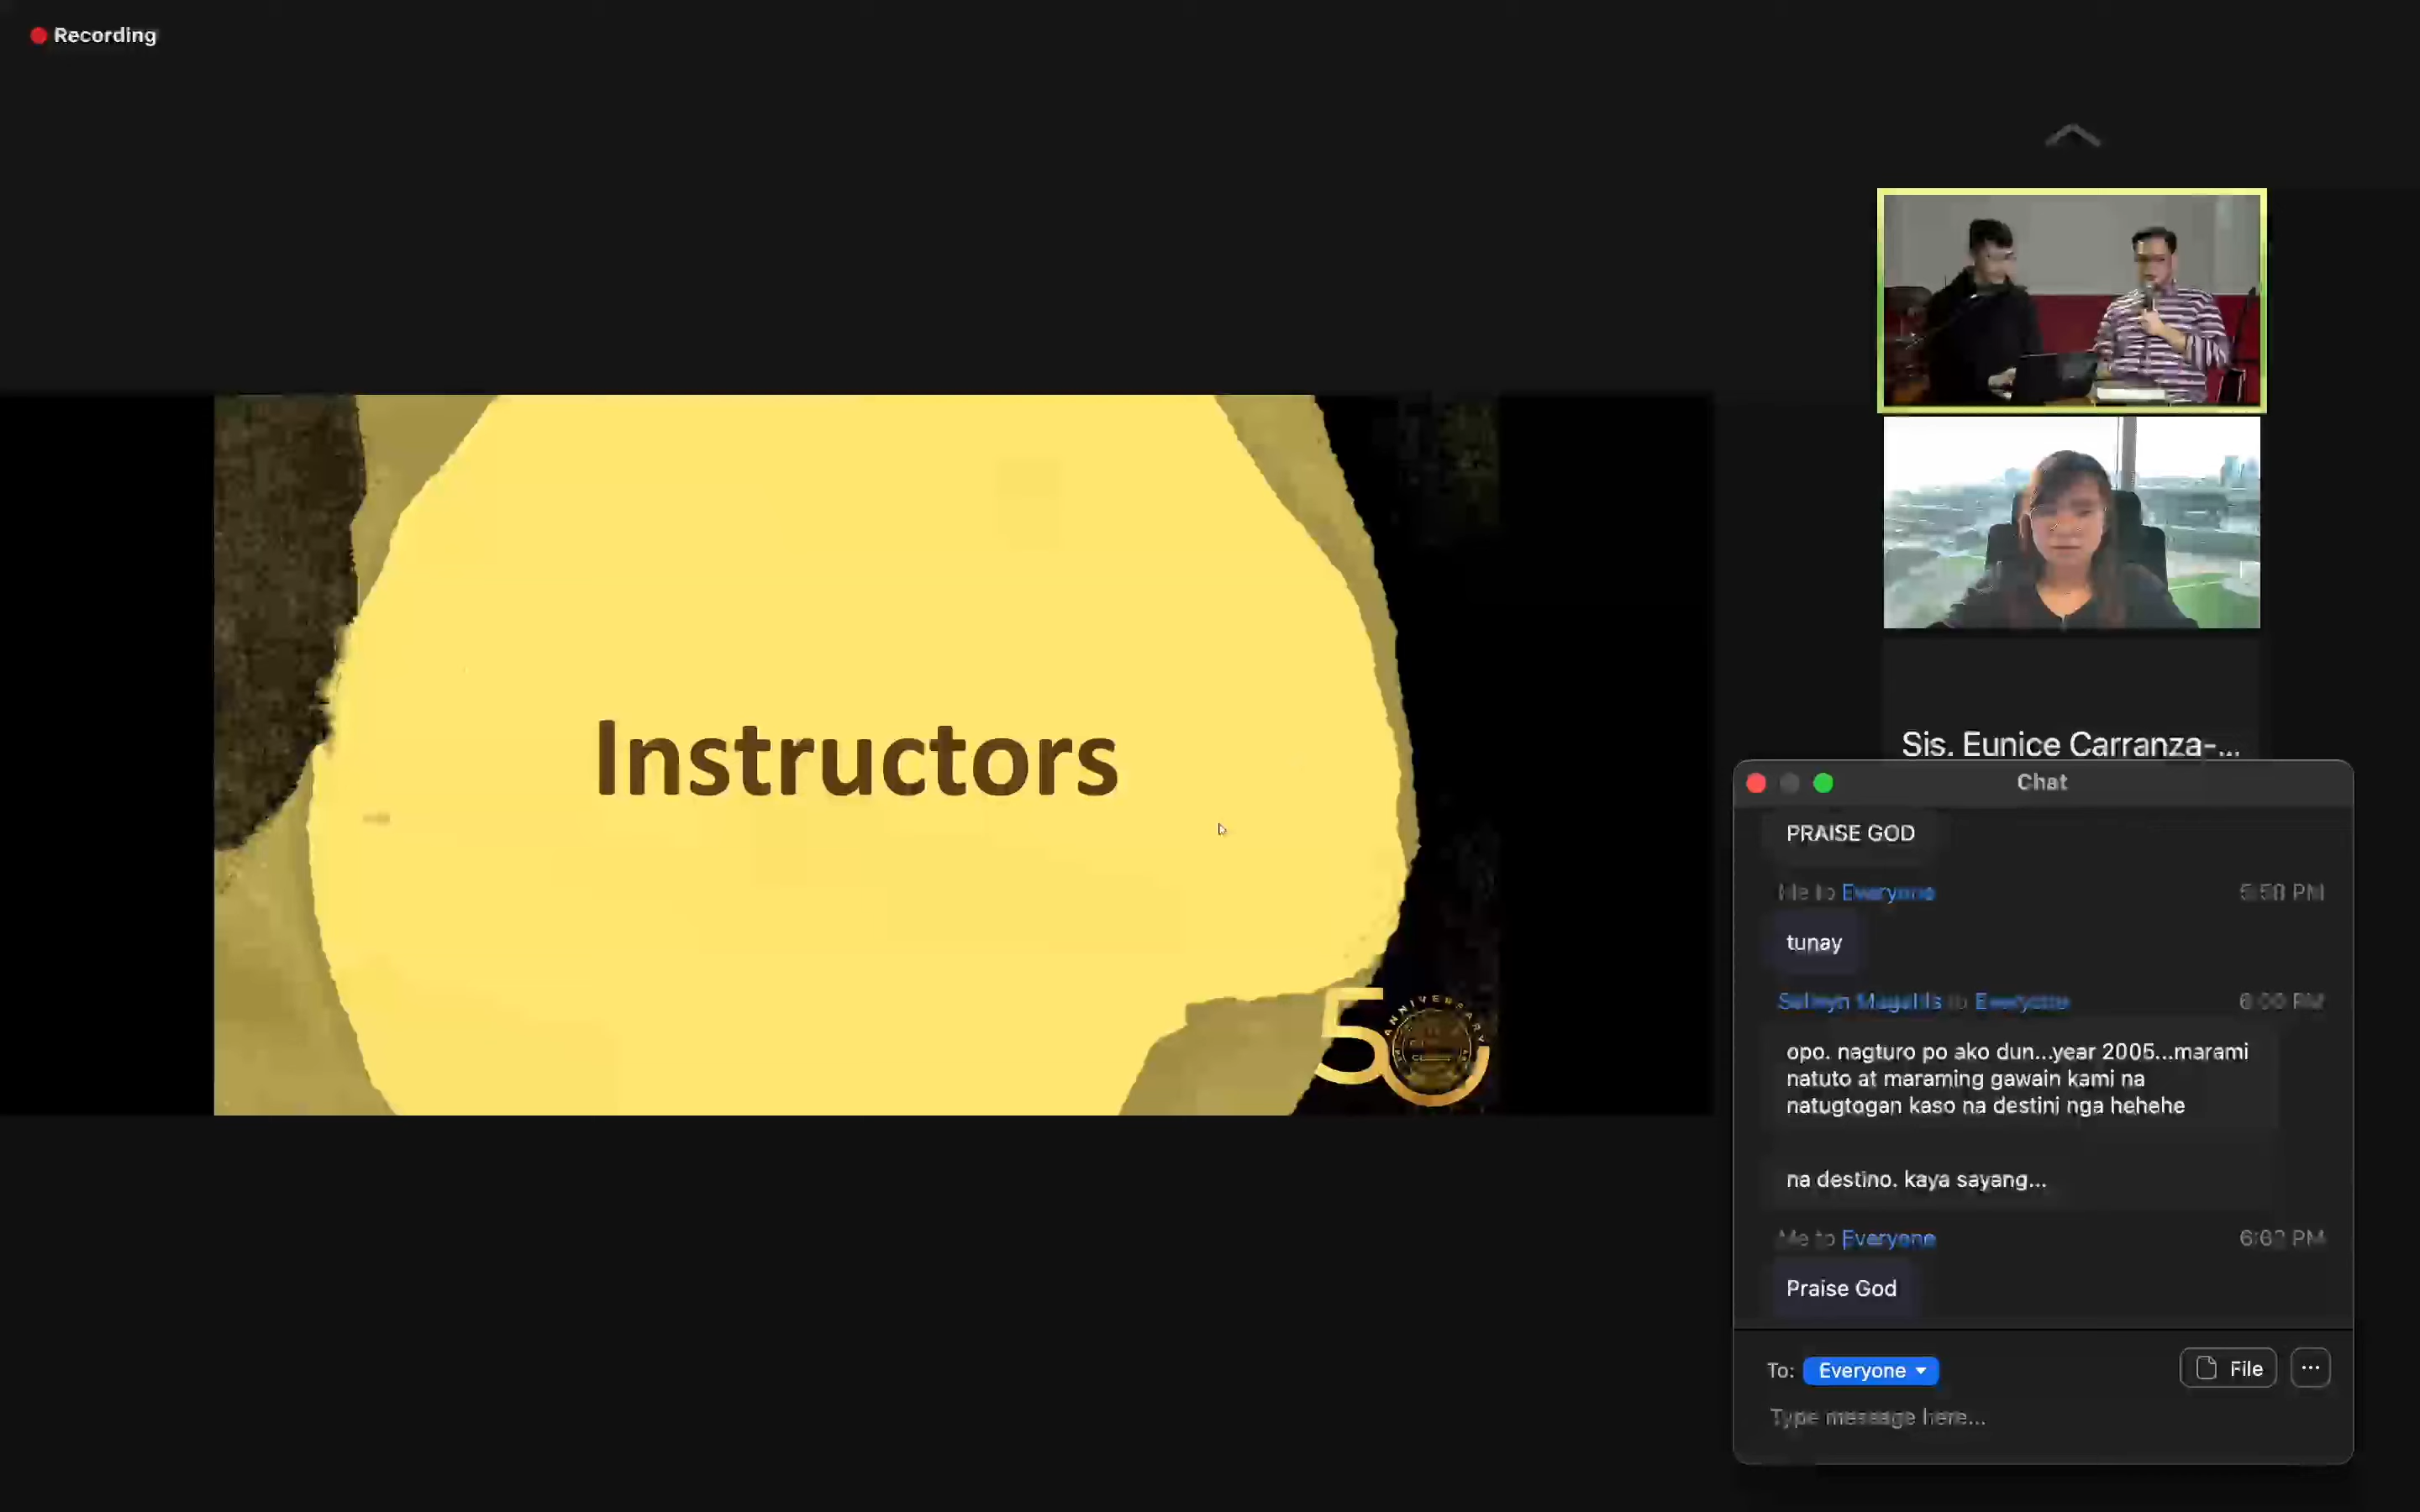 Recording
Instructors
ANNIVERSARY
5
Sis. Eunice Carranza-...
Chat
PRAISE GOD
Me to Everyone
tunay
to Everyone
opo. nagturo po ako dun...year 2005...marami
natuto at maraming gawain kami na
natugtogan kaso na destini nga hehehe
na destino. kaya sayang...
Me to Everyone
Praise God
To: Everyone
File
Type message here...